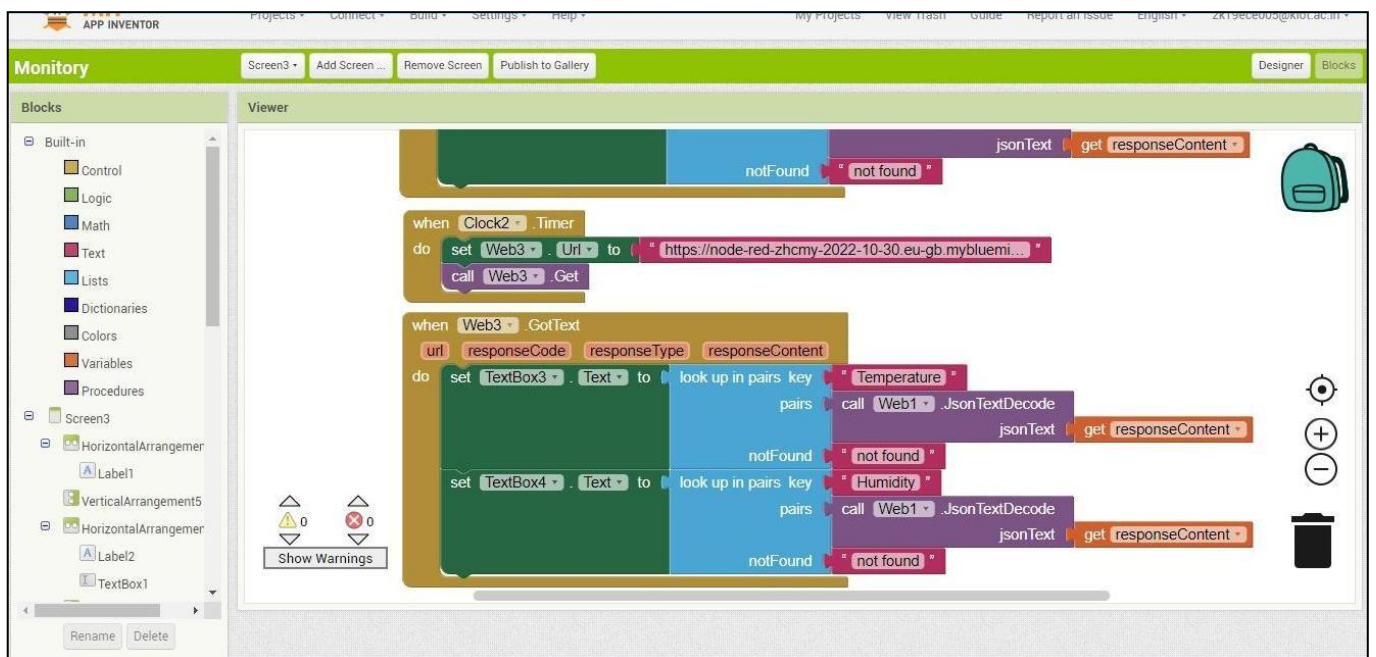 APP INVENTOR
Projects Connect Build Settings Help My Projects View Trash Guide Report an Issue English 2k19ece005@kiot.ac.in
Monitory Screen3 Add Screen ... Remove Screen Publish to Gallery Designer Blocks
Blocks
Viewer
Built-in
Control
Logic
Math
Text
Lists
Dictionaries
Colors
Variables
Procedures
Screen3
HorizontalArrangemen
Label1
VerticalArrangement5
HorizontalArrangemen
Label2
TextBox1
Rename Delete
jsonText get responseContent
notFound " not found "
when Clock2 .Timer
do set Web3 . Url to " https://node-red-zhcmy-2022-10-30.eu-gb.mybluemi... "
call Web3 .Get
when Web3 .GotText
url responseCode responseType responseContent
do set TextBox3 . Text to look up in pairs key " Temperature "
pairs call Web1 .JsonTextDecode
jsonText get responseContent
notFound " not found "
set TextBox4 . Text to look up in pairs key " Humidity "
pairs call Web1 .JsonTextDecode
jsonText get responseContent
notFound " not found "
0 0
Show Warnings